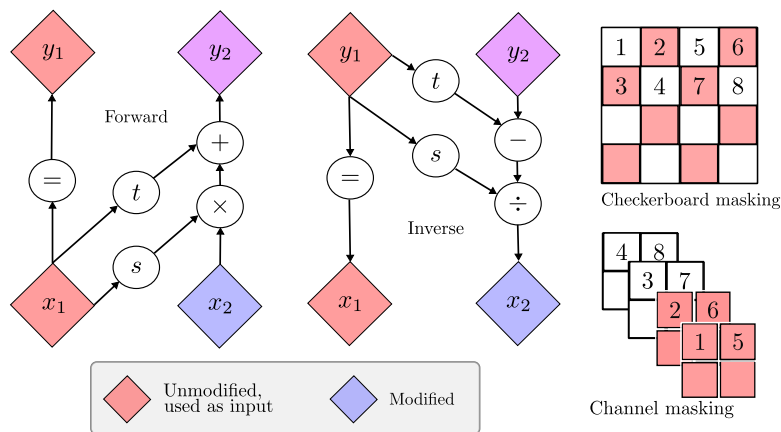 y₁
y₂
Forward
=
t
+
×
s
x₁
x₂
y₁
y₂
t
s
−
=
÷
Inverse
x₁
x₂
1 2 5 6
3 4 7 8
Checkerboard masking
4 8
3 7
2 6
1 5
Channel masking
Unmodified,
used as input
Modified